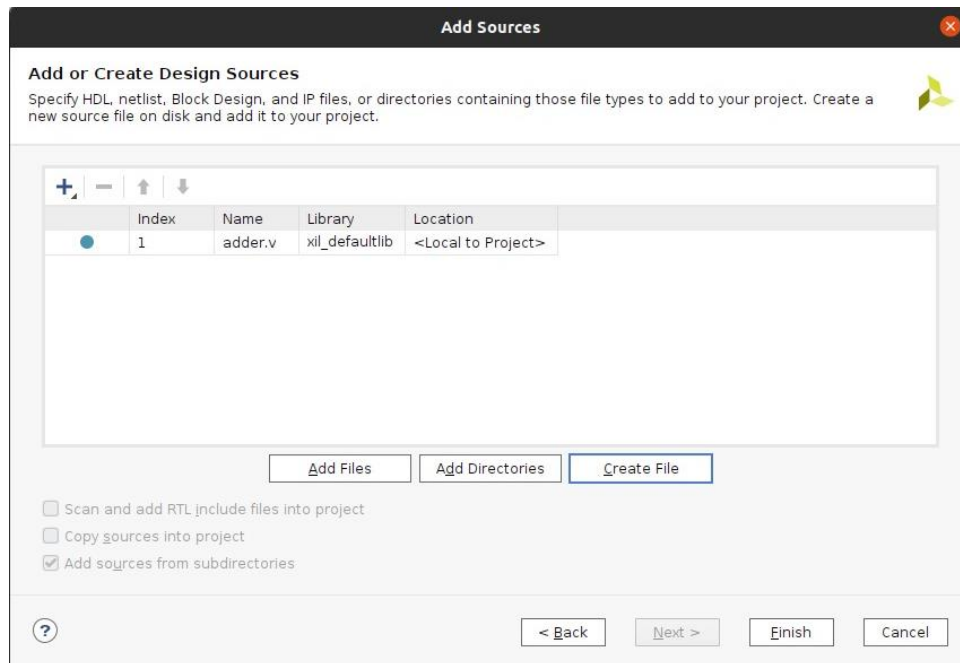 Add Sources
Add or Create Design Sources
Specify HDL, netlist, Block Design, and IP files, or directories containing those file types to add to your project. Create a
new source file on disk and add it to your project.
Index Name Library Location
1 adder.v xil_defaultlib <Local to Project>
Add Files Add Directories Create File
Scan and add RTL include files into project
Copy sources into project
Add sources from subdirectories
? < Back Next > Finish Cancel